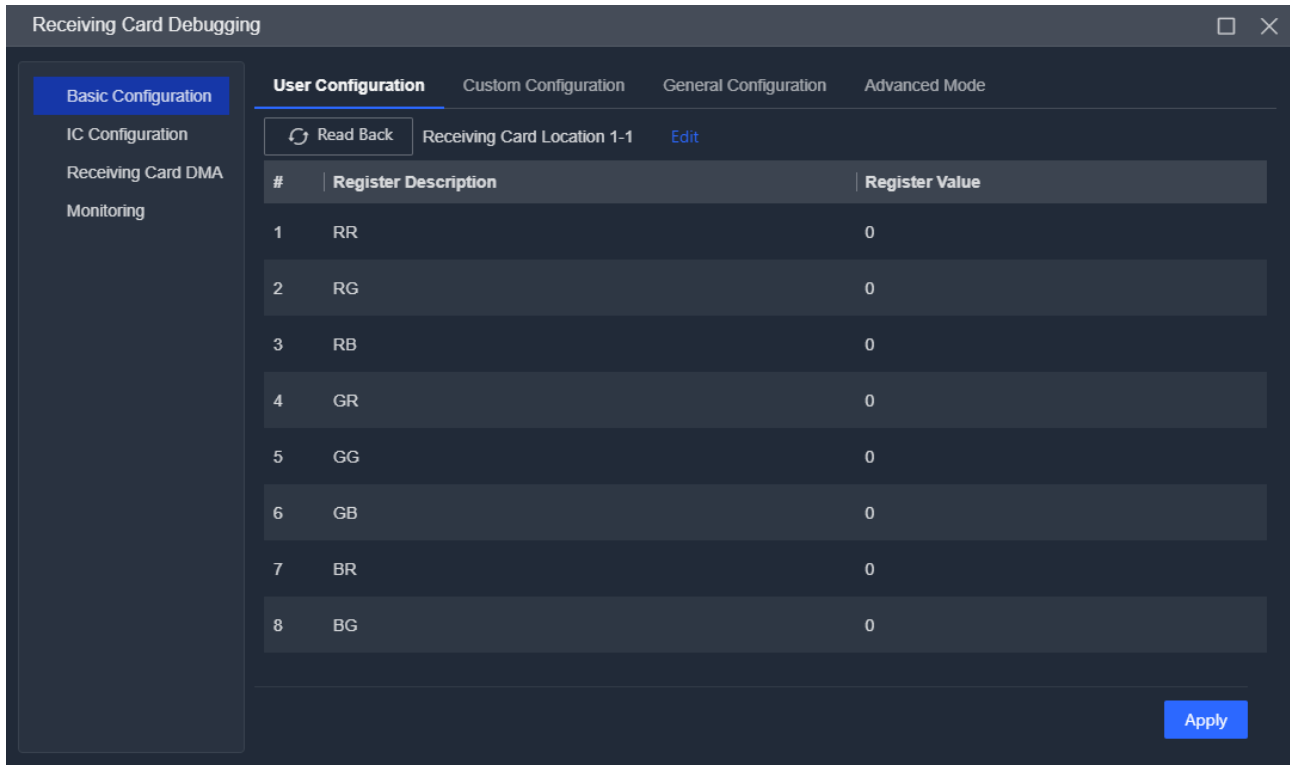 Receiving Card Debugging
Basic Configuration
IC Configuration
Receiving Card DMA
Monitoring
User Configuration Custom Configuration General Configuration Advanced Mode
Read Back Receiving Card Location 1-1 Edit
# Register Description Register Value
1 RR 0
2 RG 0
3 RB 0
4 GR 0
5 GG 0
6 GB 0
7 BR 0
8 BG 0
Apply